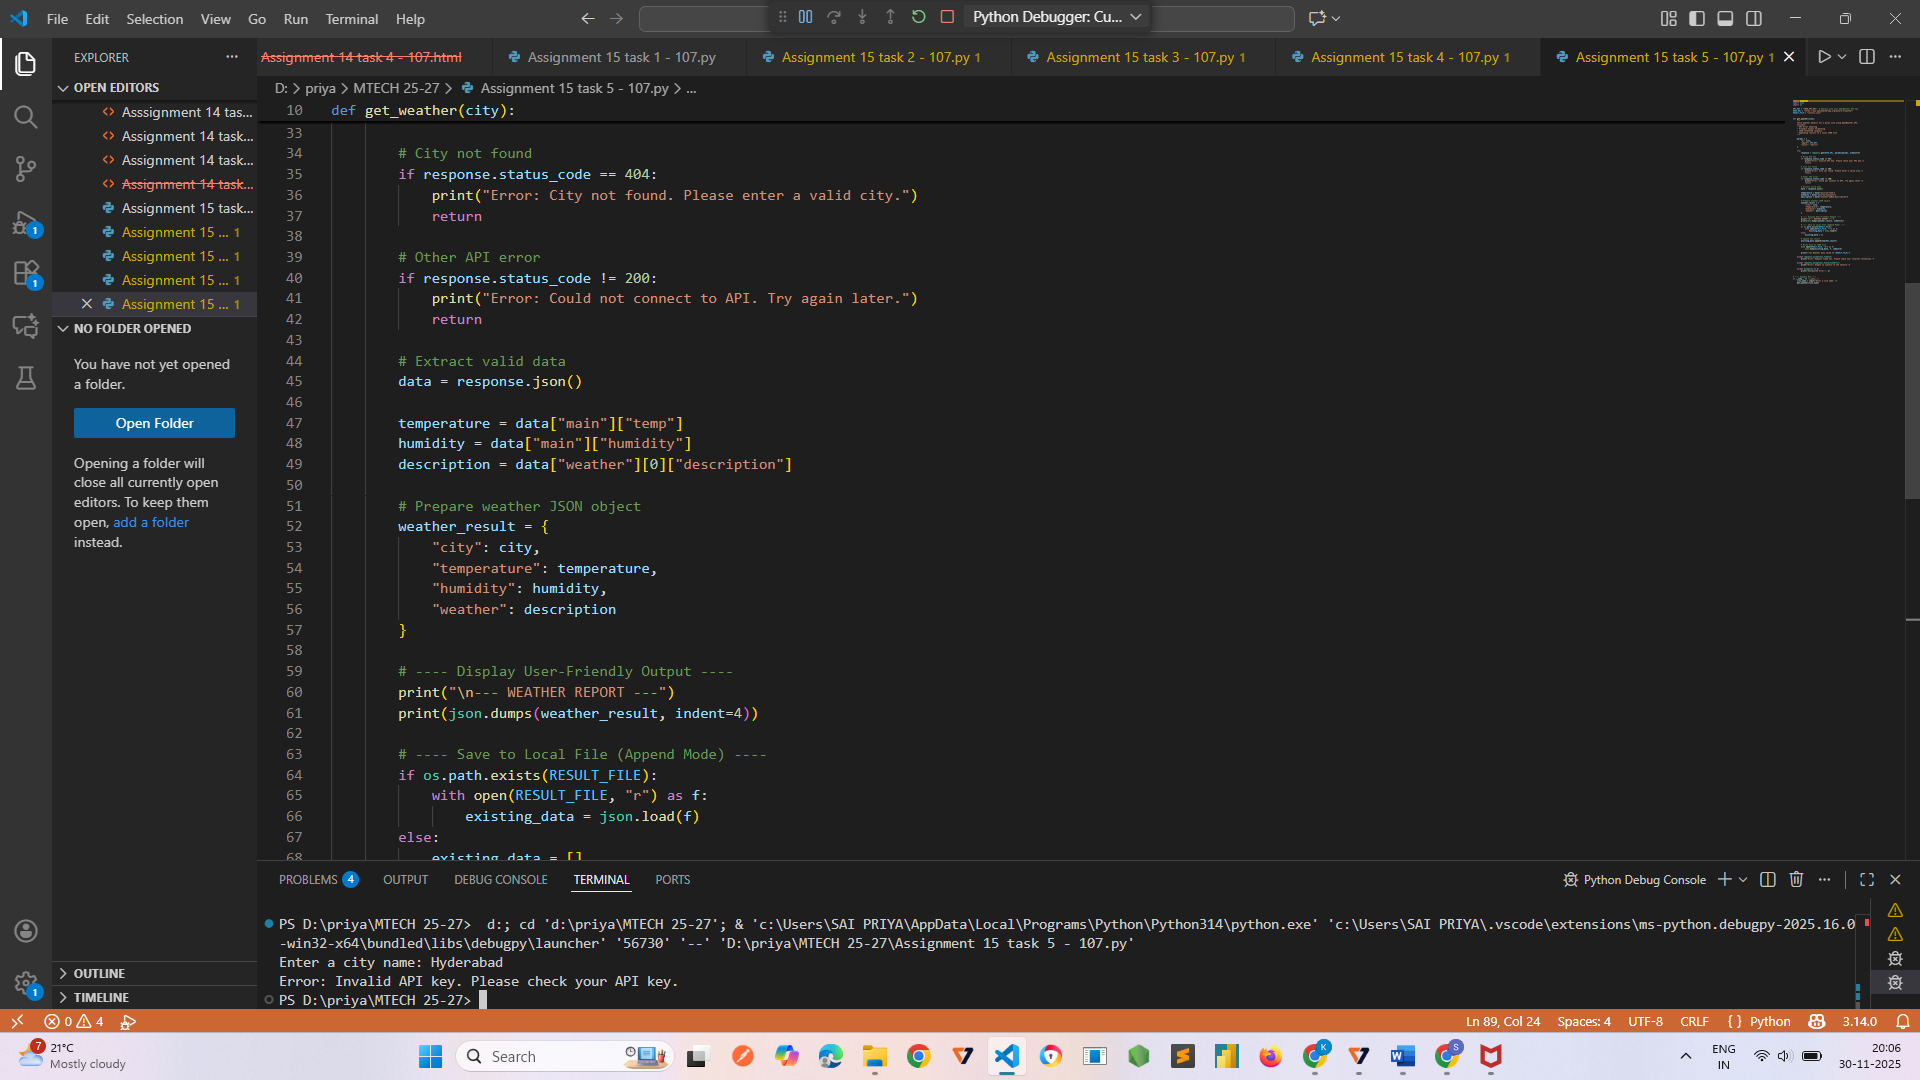 File Edit Selection View Go Run Terminal Help
Python Debugger: Cu...
EXPLORER
Assignment 14 task 4 - 107.html
Assignment 15 task 1 - 107.py
Assignment 15 task 2 - 107.py 1
Assignment 15 task 3 - 107.py 1
Assignment 15 task 4 - 107.py 1
Assignment 15 task 5 - 107.py 1
D: > priya > MTECH 25-27 > Assignment 15 task 5 - 107.py > ...
OPEN EDITORS
Asssignment 14 tas...
Assignment 14 task...
Assignment 14 task...
Assignment 14 task...
Assignment 15 task...
Assignment 15 ... 1
Assignment 15 ... 1
Assignment 15 ... 1
Assignment 15 ... 1
NO FOLDER OPENED
You have not yet opened
a folder.
Open Folder
Opening a folder will
close all currently open
editors. To keep them
open, add a folder
instead.
OUTLINE
TIMELINE
10 def get_weather(city):
33
34 # City not found
35 if response.status_code == 404:
36 print("Error: City not found. Please enter a valid city.")
37 return
38
39 # Other API error
40 if response.status_code != 200:
41 print("Error: Could not connect to API. Try again later.")
42 return
43
44 # Extract valid data
45 data = response.json()
46
47 temperature = data["main"]["temp"]
48 humidity = data["main"]["humidity"]
49 description = data["weather"][0]["description"]
50
51 # Prepare weather JSON object
52 weather_result = {
53 "city": city,
54 "temperature": temperature,
55 "humidity": humidity,
56 "weather": description
57 }
58
59 # ---- Display User-Friendly Output ----
60 print("\n--- WEATHER REPORT ---")
61 print(json.dumps(weather_result, indent=4))
62
63 # ---- Save to Local File (Append Mode) ----
64 if os.path.exists(RESULT_FILE):
65 with open(RESULT_FILE, "r") as f:
66 existing_data = json.load(f)
67 else:
68 existing_data = []
PROBLEMS 4 OUTPUT DEBUG CONSOLE TERMINAL PORTS
Python Debug Console
PS D:\priya\MTECH 25-27> d:; cd 'd:\priya\MTECH 25-27'; & 'c:\Users\SAI PRIYA\AppData\Local\Programs\Python\Python314\python.exe' 'c:\Users\SAI PRIYA\.vscode\extensions\ms-python.debugpy-2025.16.0
-win32-x64\bundled\libs\debugpy\launcher' '56730' '--' 'D:\priya\MTECH 25-27\Assignment 15 task 5 - 107.py'
Enter a city name: Hyderabad
Error: Invalid API key. Please check your API key.
PS D:\priya\MTECH 25-27>
0 4
Ln 89, Col 24 Spaces: 4 UTF-8 CRLF { } Python 3.14.0
7 21°C
Mostly cloudy
Search
ENG
IN
20:06
30-11-2025